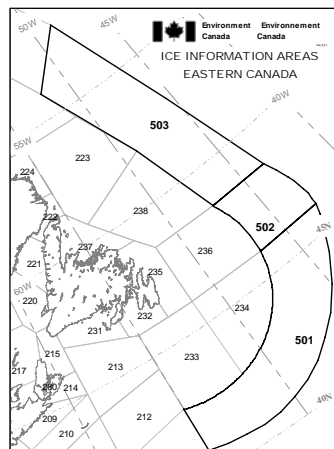 Environment Environnement
Canada Canada
ICE INFORMATION AREAS
EASTERN CANADA
50W
45W
40W
503
55W
50W
223
224
222
238
502
45N
237
236
221
235
60W
220
232
234
501
231
215
213
233
217
200
214
40N
209
212
210